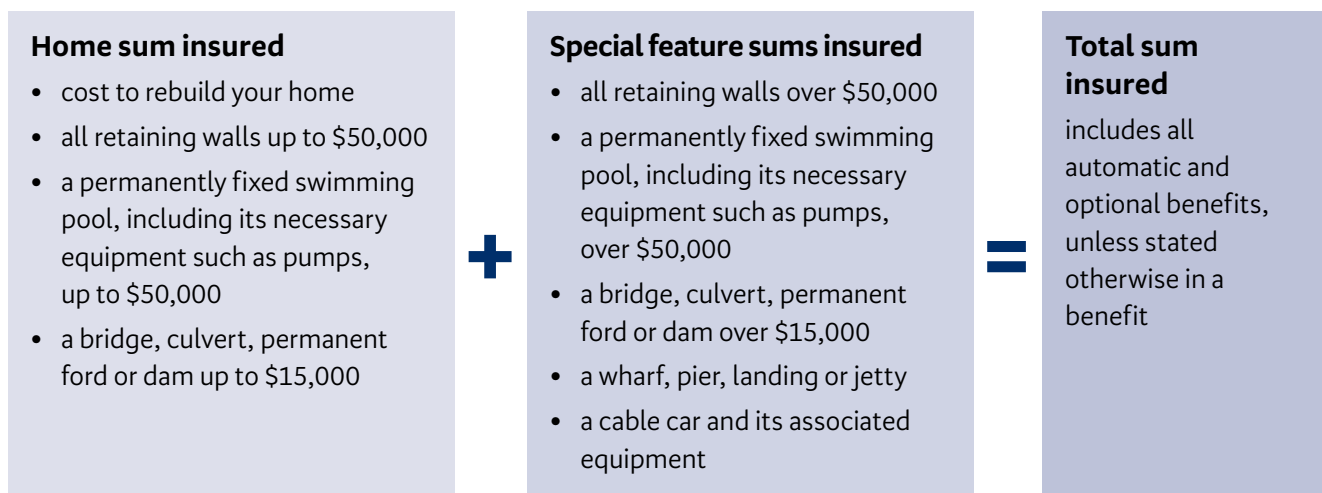 Home sum insured
• cost to rebuild your home
• all retaining walls up to $50,000
• a permanently fixed swimming
pool, including its necessary
equipment such as pumps,
up to $50,000
• a bridge, culvert, permanent
ford or dam up to $15,000
+
Special feature sums insured
• all retaining walls over $50,000
• a permanently fixed swimming
pool, including its necessary
equipment such as pumps,
over $50,000
• a bridge, culvert, permanent
ford or dam over $15,000
• a wharf, pier, landing or jetty
• a cable car and its associated
equipment
=
Total sum
insured
includes all
automatic and
optional benefits,
unless stated
otherwise in a
benefit